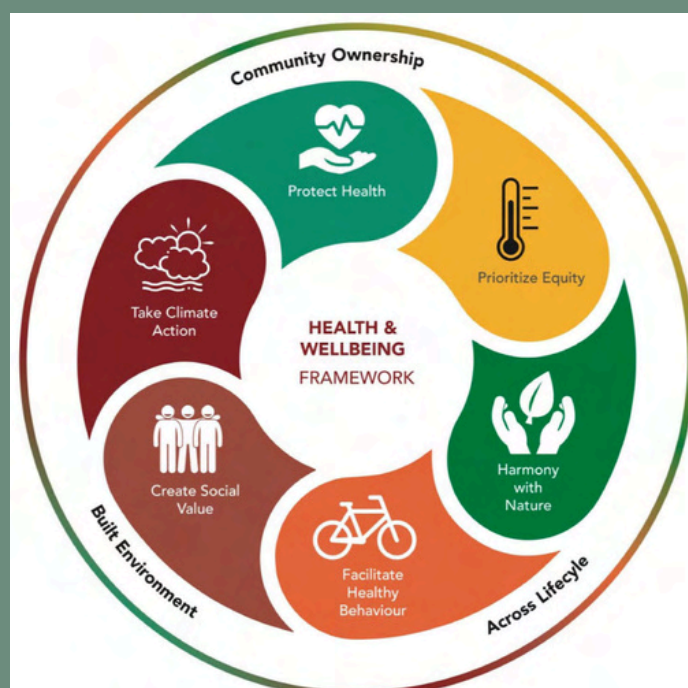 Community Ownership
Protect Health
Prioritize Equity
Take Climate
Action
HEALTH &
WELLBEING
FRAMEWORK
Harmony
with
Nature
Create Social
Value
Facilitate
Healthy
Behaviour
Built Environment
Across Lifecyle